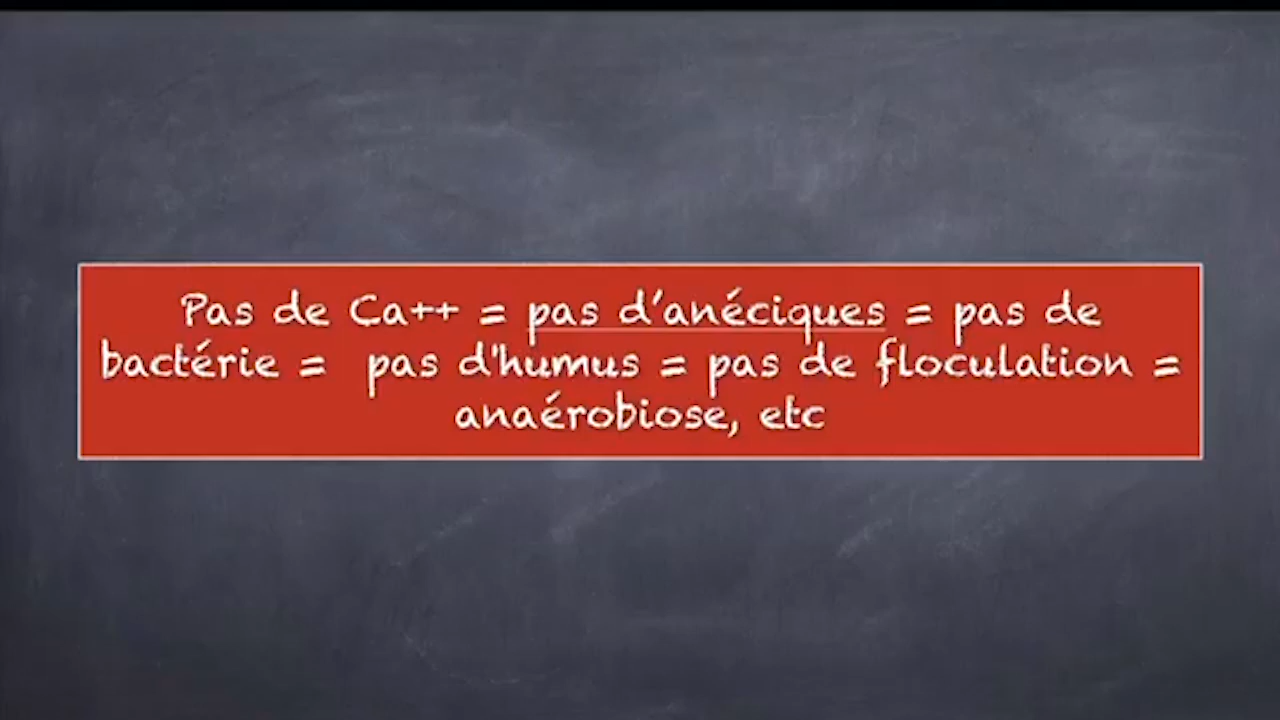 Pas de Ca++ = pas d’anéciques = pas de
bactérie = pas d'humus = pas de floculation =
anaérobiose, etc